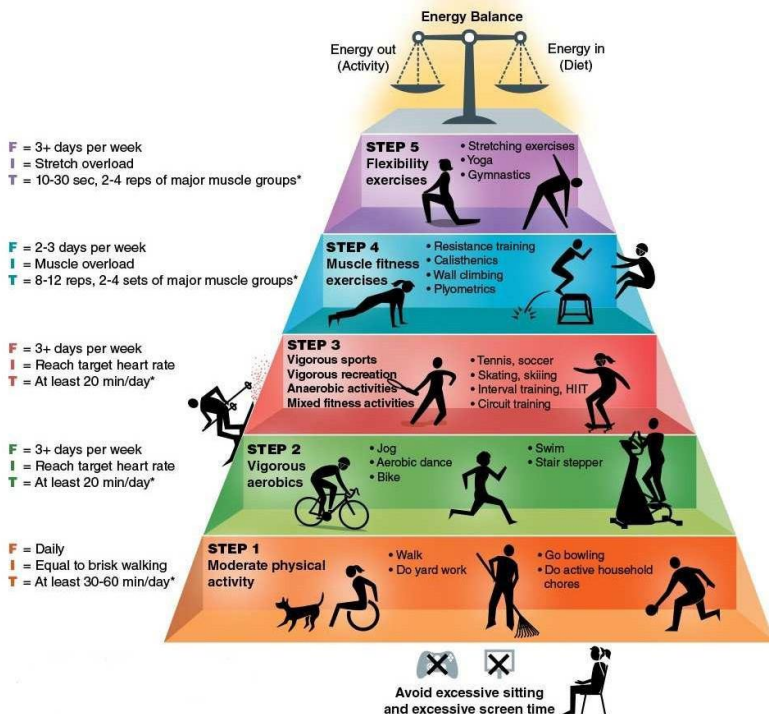 Energy Balance
Energy out
(Activity)
Energy in
(Diet)
F = 3+ days per week
I = Stretch overload
T = 10-30 sec, 2-4 reps of major muscle groups*
STEP 5
Flexibility
exercises
• Stretching exercises
• Yoga
• Gymnastics
F = 2-3 days per week
I = Muscle overload
T = 8-12 reps, 2-4 sets of major muscle groups*
STEP 4
Muscle fitness
exercises
• Resistance training
• Calisthenics
• Wall climbing
• Plyometrics
F = 3+ days per week
I = Reach target heart rate
T = At least 20 min/day*
STEP 3
Vigorous sports
Vigorous recreation
Anaerobic activities
Mixed fitness activities
• Tennis, soccer
• Skating, skiiing
• Interval training, HIIT
• Circuit training
F = 3+ days per week
I = Reach target heart rate
T = At least 20 min/day*
STEP 2
Vigorous
aerobics
• Jog
• Aerobic dance
• Bike
• Swim
• Stair stepper
F = Daily
I = Equal to brisk walking
T = At least 30-60 min/day*
STEP 1
Moderate physical
activity
• Walk
• Do yard work
• Go bowling
• Do active household
chores
Avoid excessive sitting
and excessive screen time